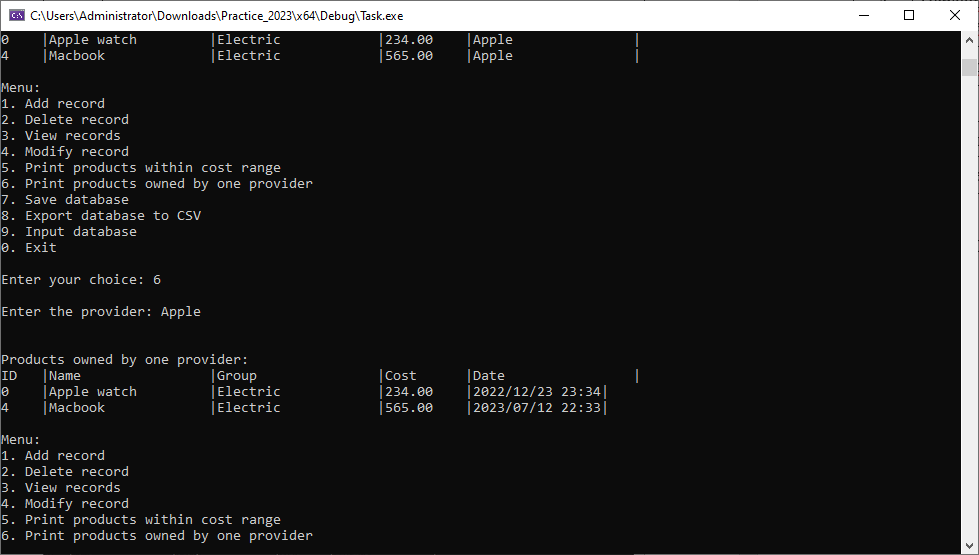 C:\Users\Administrator\Downloads\Practice_2023\x64\Debug\Task.exe
0    |Apple watch         |Electric            |234.00    |Apple               |
4    |Macbook             |Electric            |565.00    |Apple               |
Menu:
1. Add record
2. Delete record
3. View records
4. Modify record
5. Print products within cost range
6. Print products owned by one provider
7. Save database
8. Export database to CSV
9. Input database
0. Exit
Enter your choice: 6
Enter the provider: Apple
Products owned by one provider:
ID   |Name                |Group               |Cost      |Date                |
0    |Apple watch         |Electric            |234.00    |2022/12/23 23:34|
4    |Macbook             |Electric            |565.00    |2023/07/12 22:33|
Menu:
1. Add record
2. Delete record
3. View records
4. Modify record
5. Print products within cost range
6. Print products owned by one provider